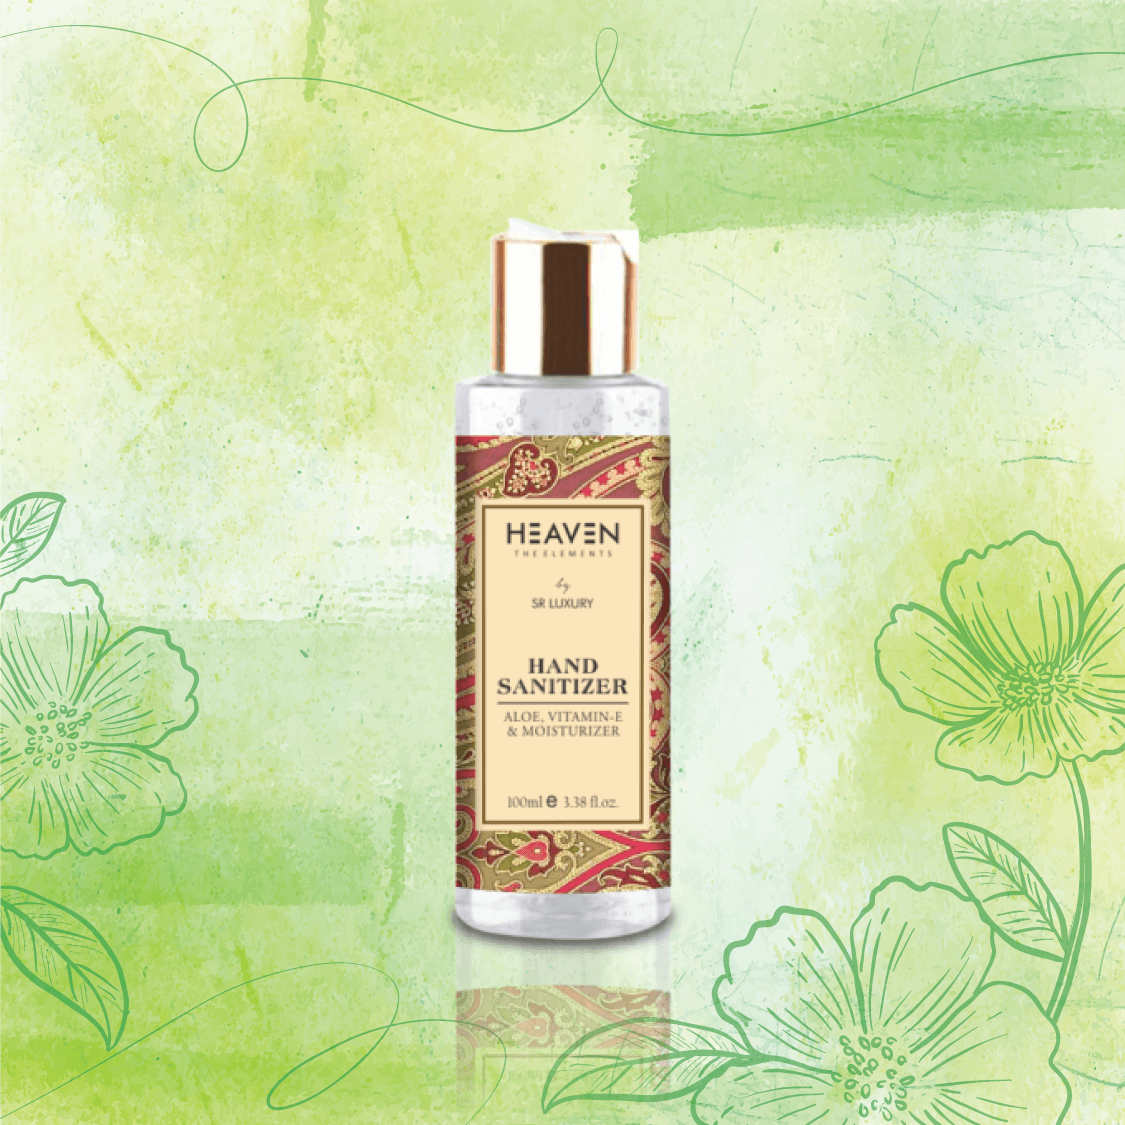 HEAVEN
THE ELEMENTS
by
SR LUXURY
HAND
SANITIZER
ALOE, VITAMIN-E
& MOISTURIZER
100ml e 3.38 fl.oz.